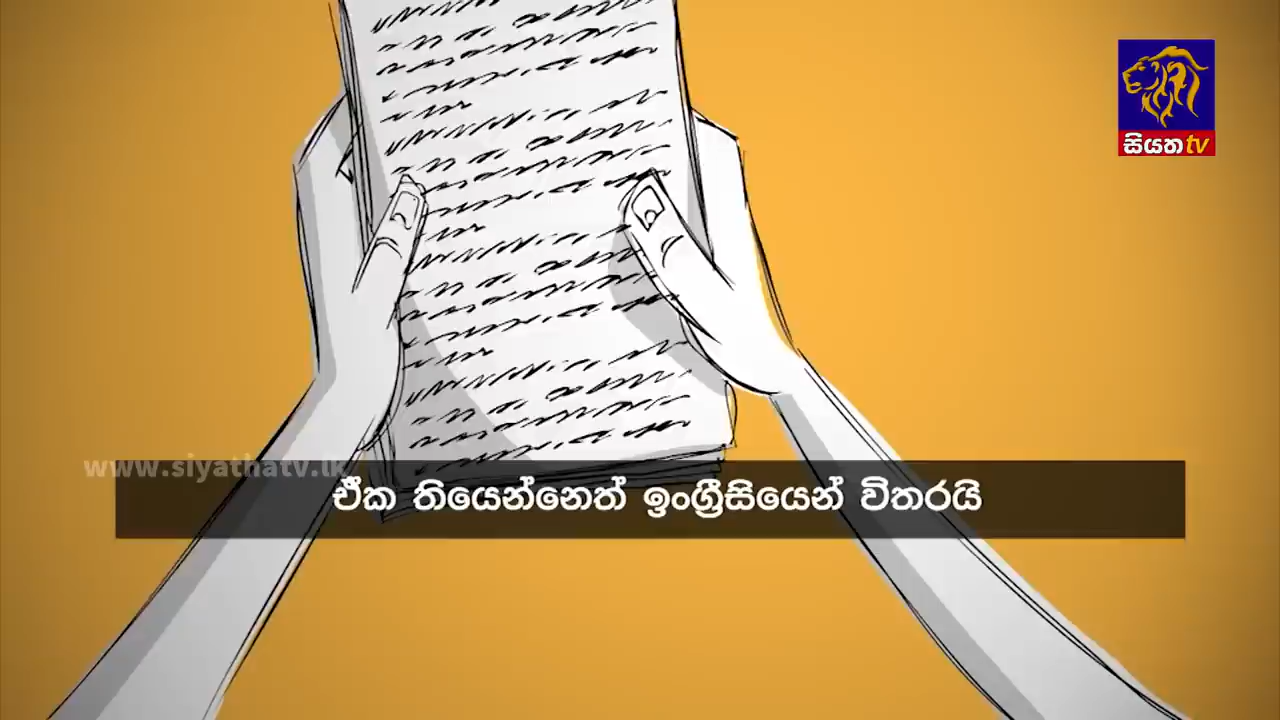 සියත tv
www.siyathatv.lk
ඒක තියෙන්නෙත් ඉංග්‍රීසියෙන් විතරයි